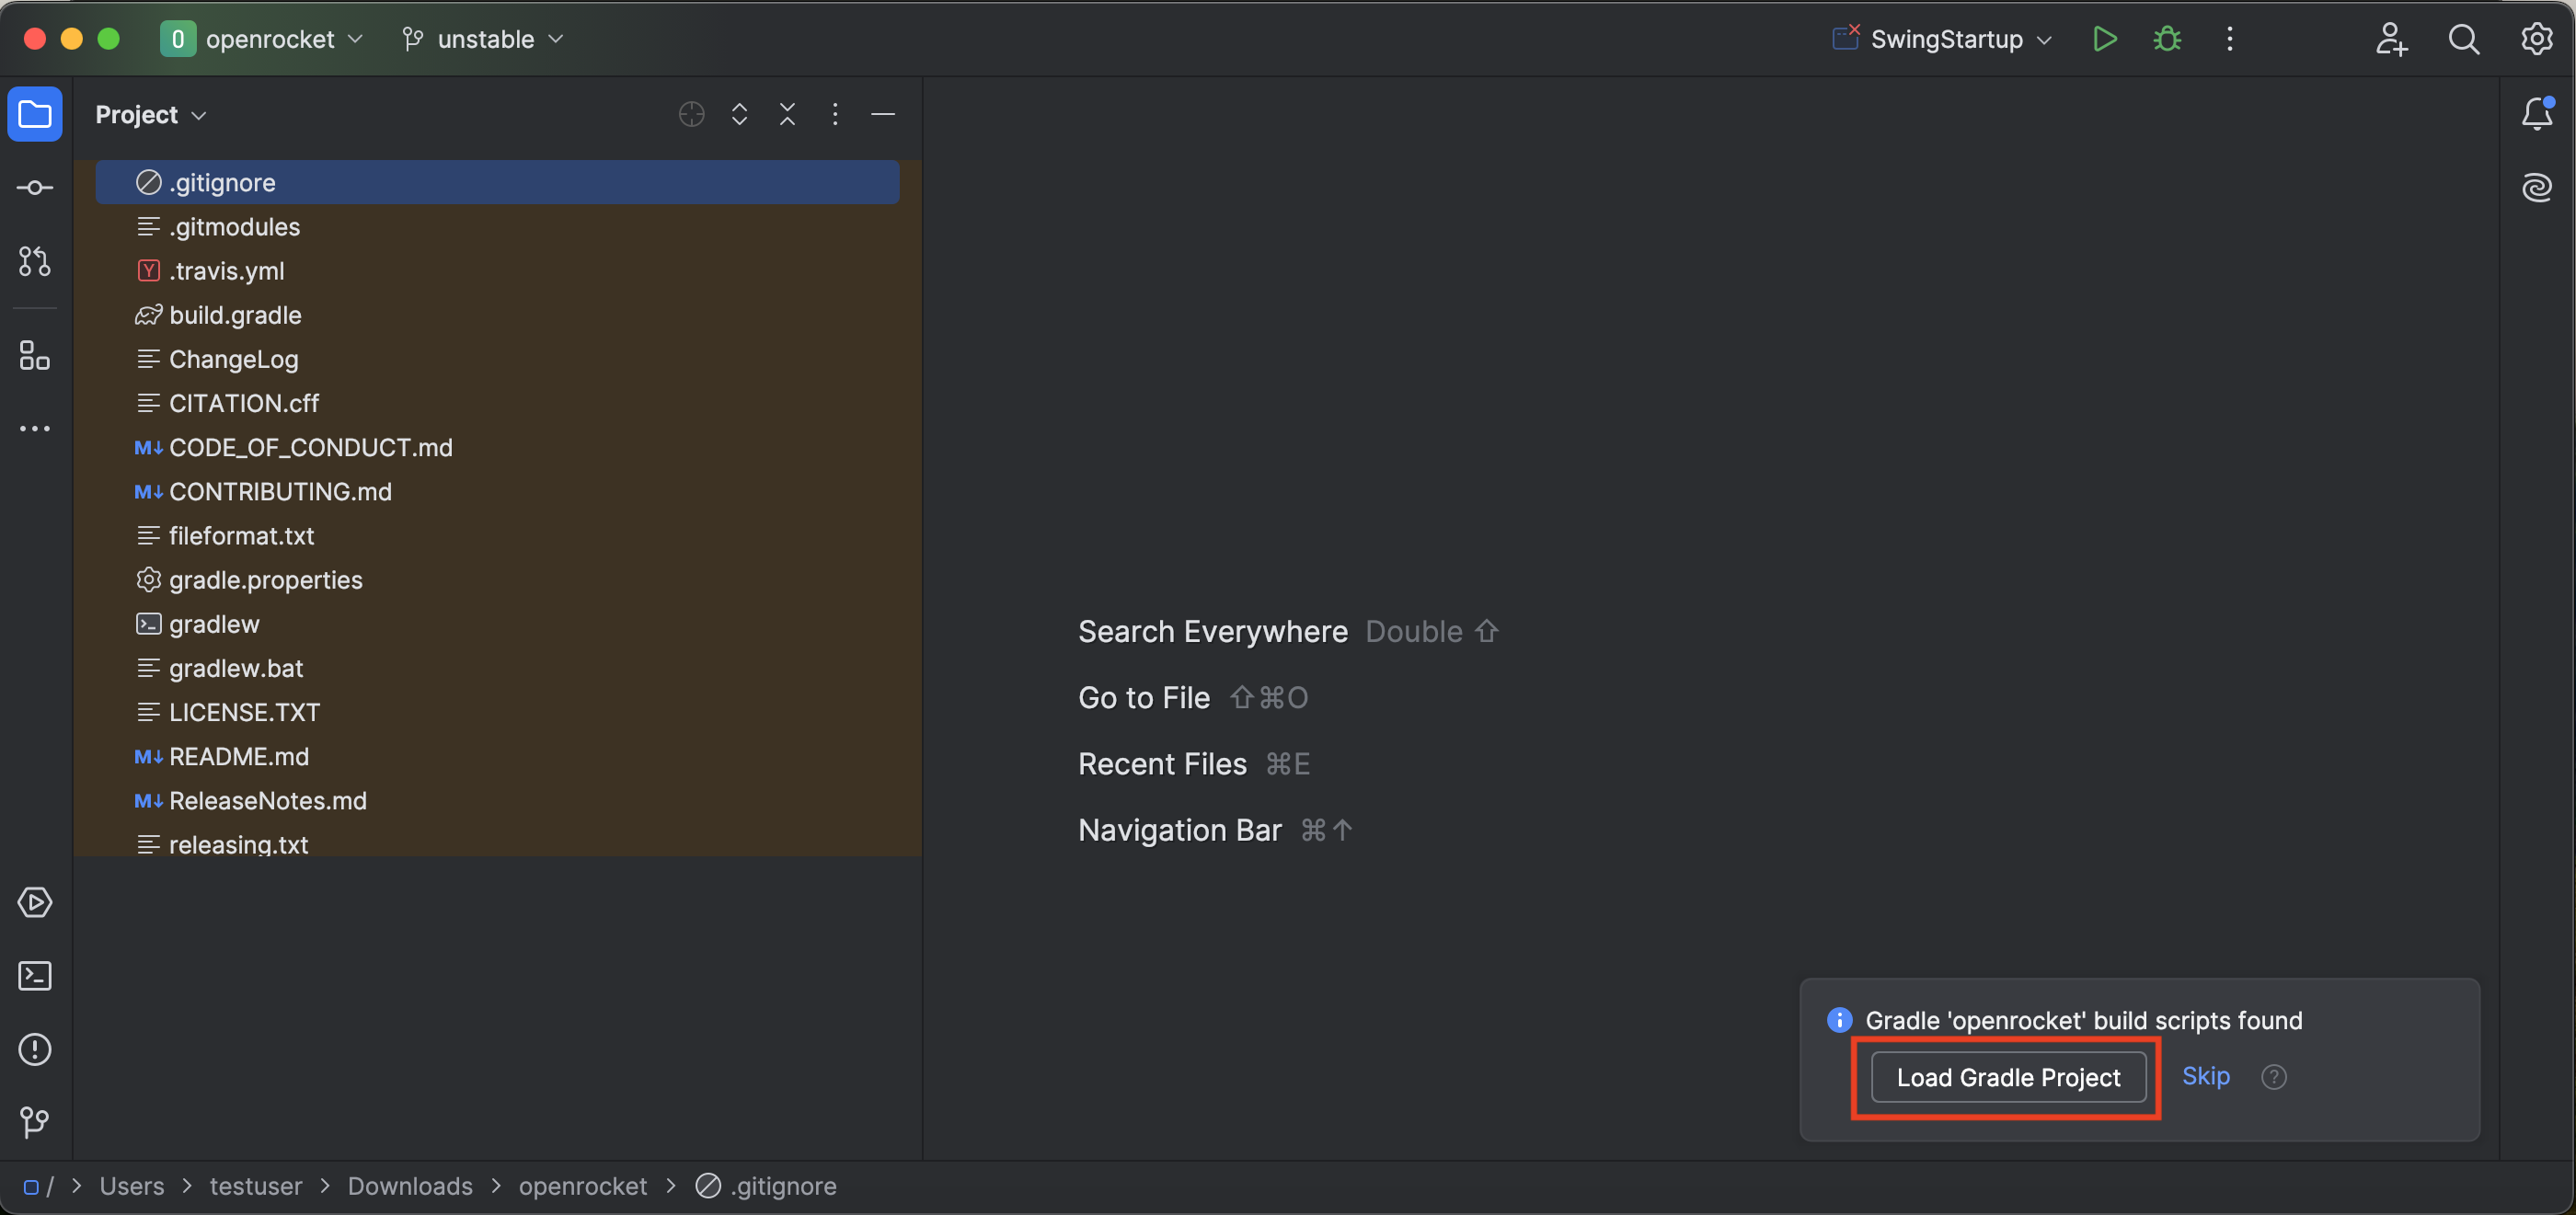 O openrocket unstable SwingStartup
Project
.gitignore
.gitmodules
Y .travis.yml
build.gradle
ChangeLog
CITATION.cff
M↓ CODE_OF_CONDUCT.md
M↓ CONTRIBUTING.md
fileformat.txt
gradle.properties
gradlew
gradlew.bat
LICENSE.TXT
M↓ README.md
M↓ ReleaseNotes.md
releasing.txt
Search Everywhere Double ⇧
Go to File ⇧⌘O
Recent Files ⌘E
Navigation Bar ⌘↑
Gradle 'openrocket' build scripts found
Load Gradle Project Skip ?
/ > Users > testuser > Downloads > openrocket > .gitignore